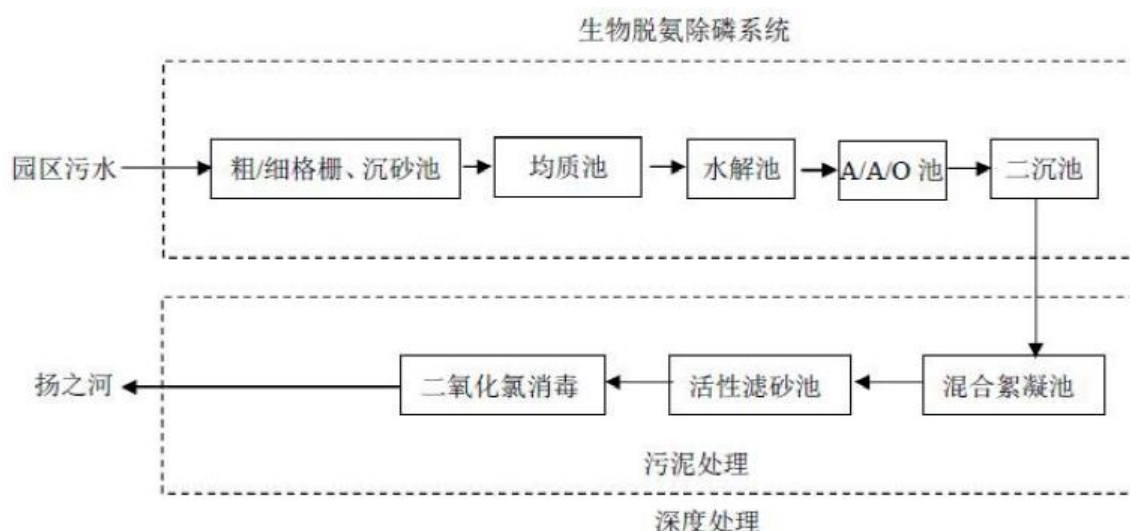 生物脱氨除磷系统
园区污水
粗/细格栅、沉砂池
均质池
水解池
A/A/O 池
二沉池
扬之河
二氧化氯消毒
活性滤砂池
混合絮凝池
污泥处理
深度处理